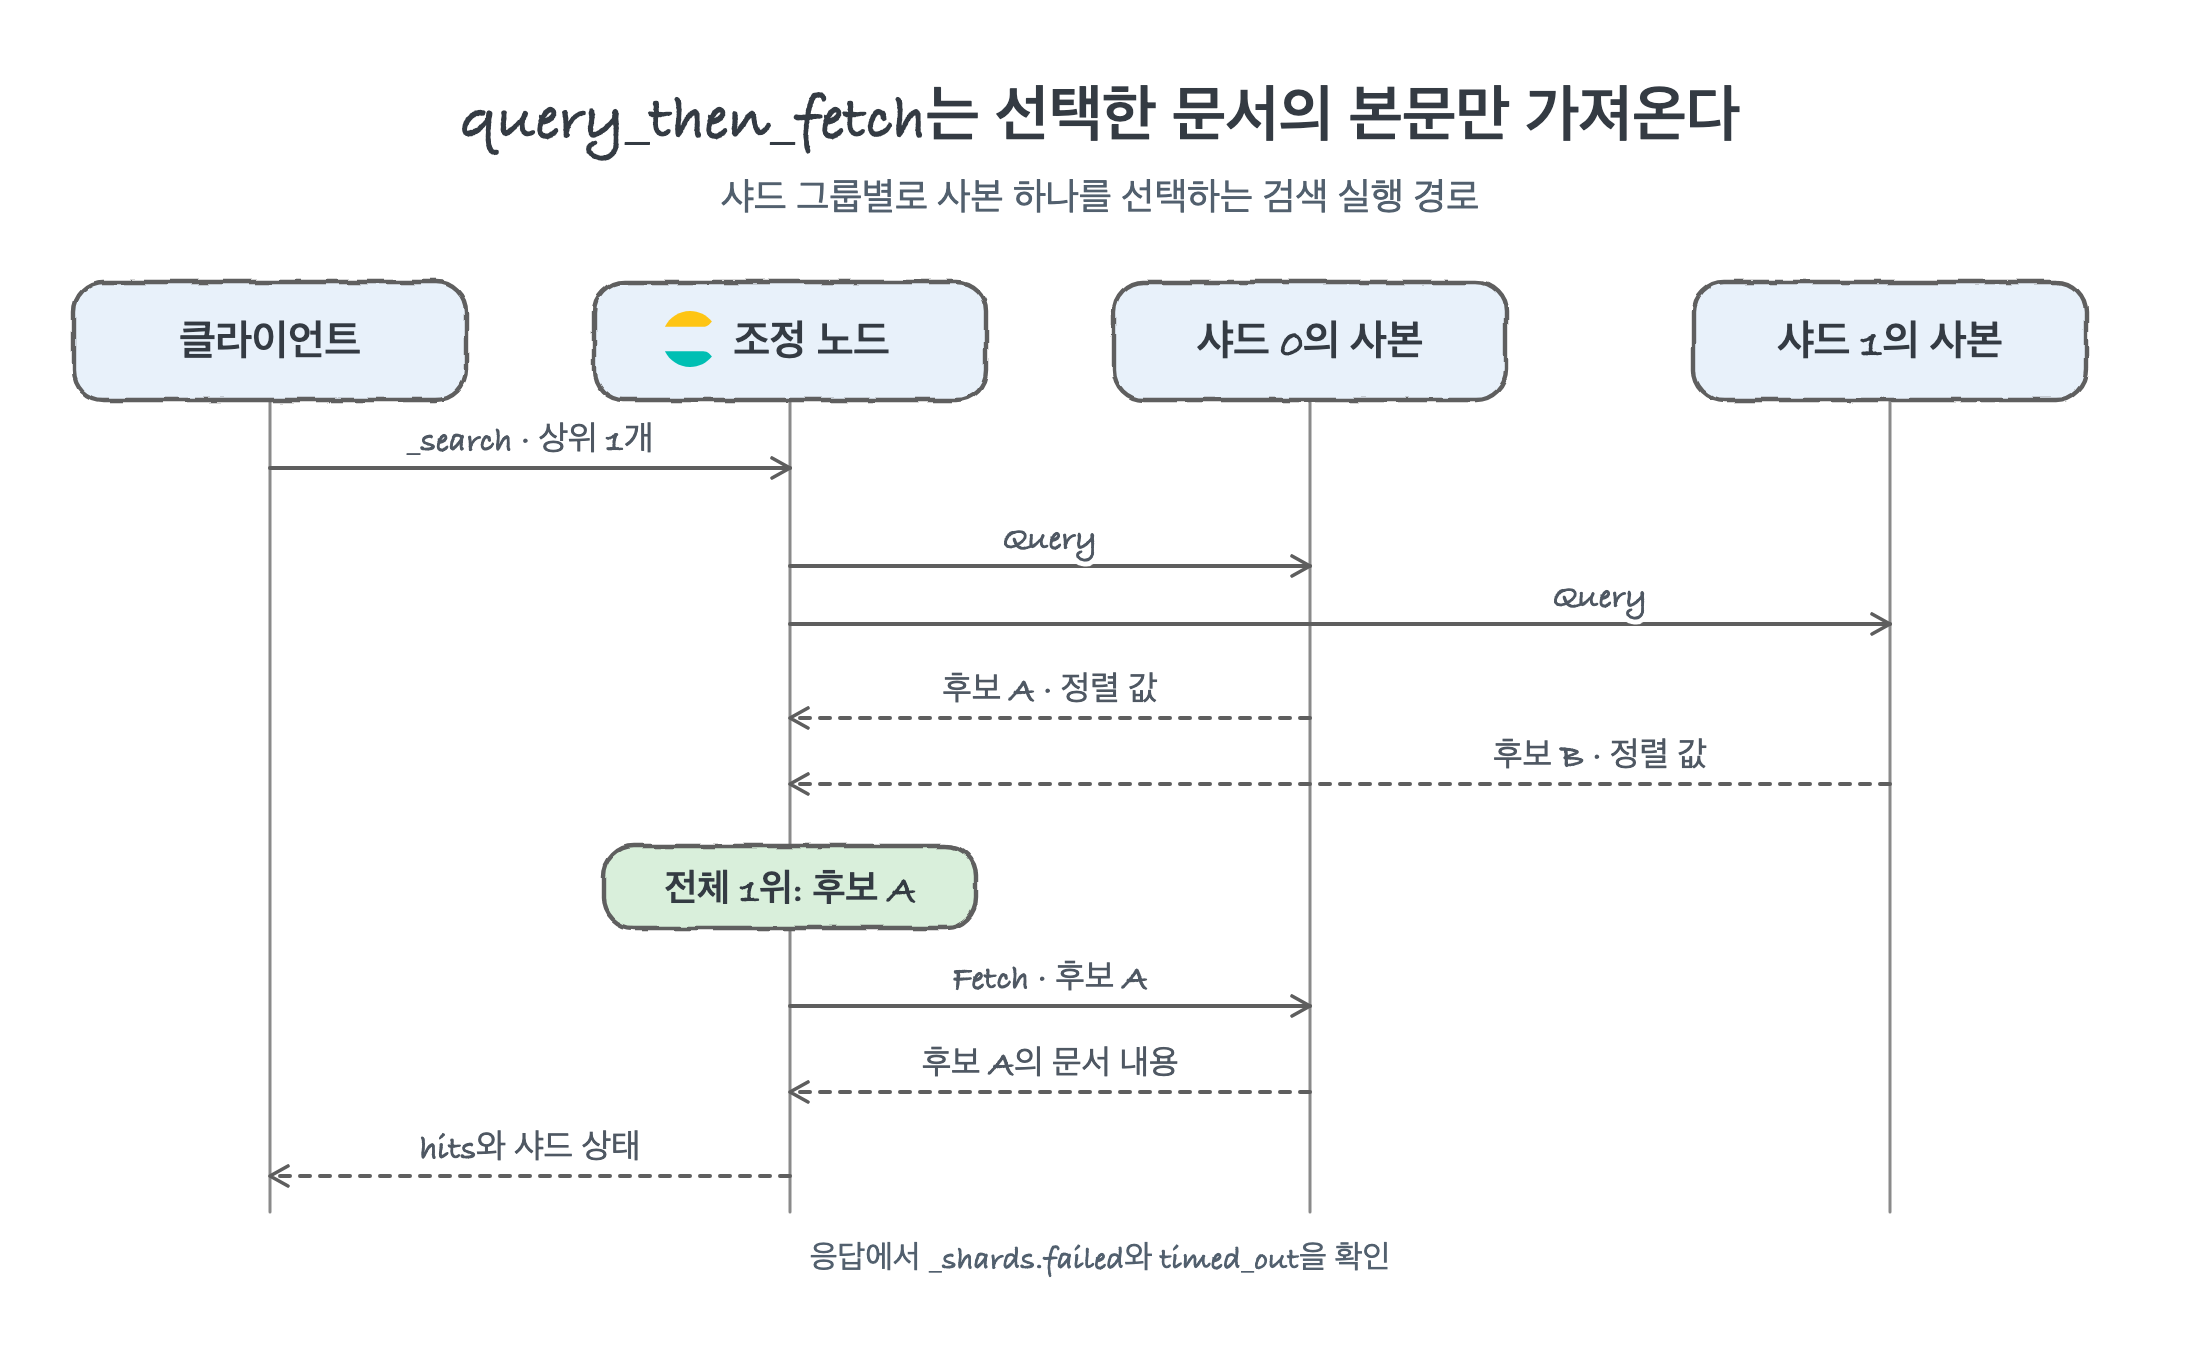 query_then_fetch는 선택한 문서의 본문만 가져온다
샤드 그룹별로 사본 하나를 선택하는 검색 실행 경로
클라이언트
조정 노드
샤드 0의 사본
샤드 1의 사본
_search · 상위 1개
Query
Query
후보 A · 정렬 값
후보 B · 정렬 값
전체 1위: 후보 A
Fetch · 후보 A
후보 A의 문서 내용
hits와 샤드 상태
응답에서 _shards.failed와 timed_out을 확인